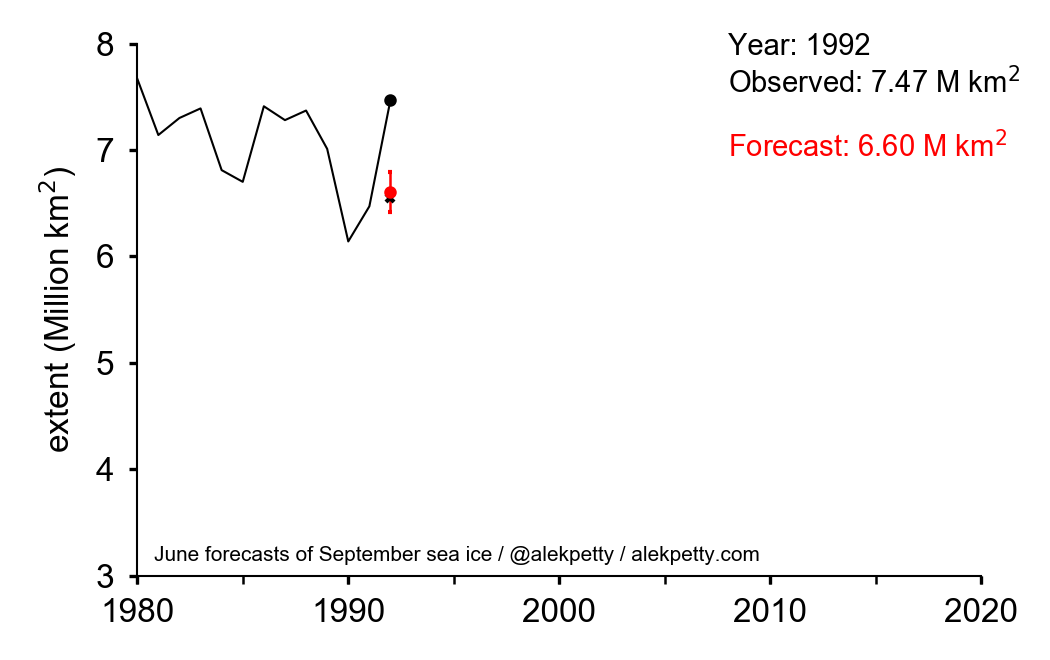 Year: 1992
Observed: 7.47 M km²
Forecast: 6.60 M km²
8
7
6
5
4
3
extent (Million km²)
June forecasts of September sea ice / @alekpetty / alekpetty.com
1980 1990 2000 2010 2020